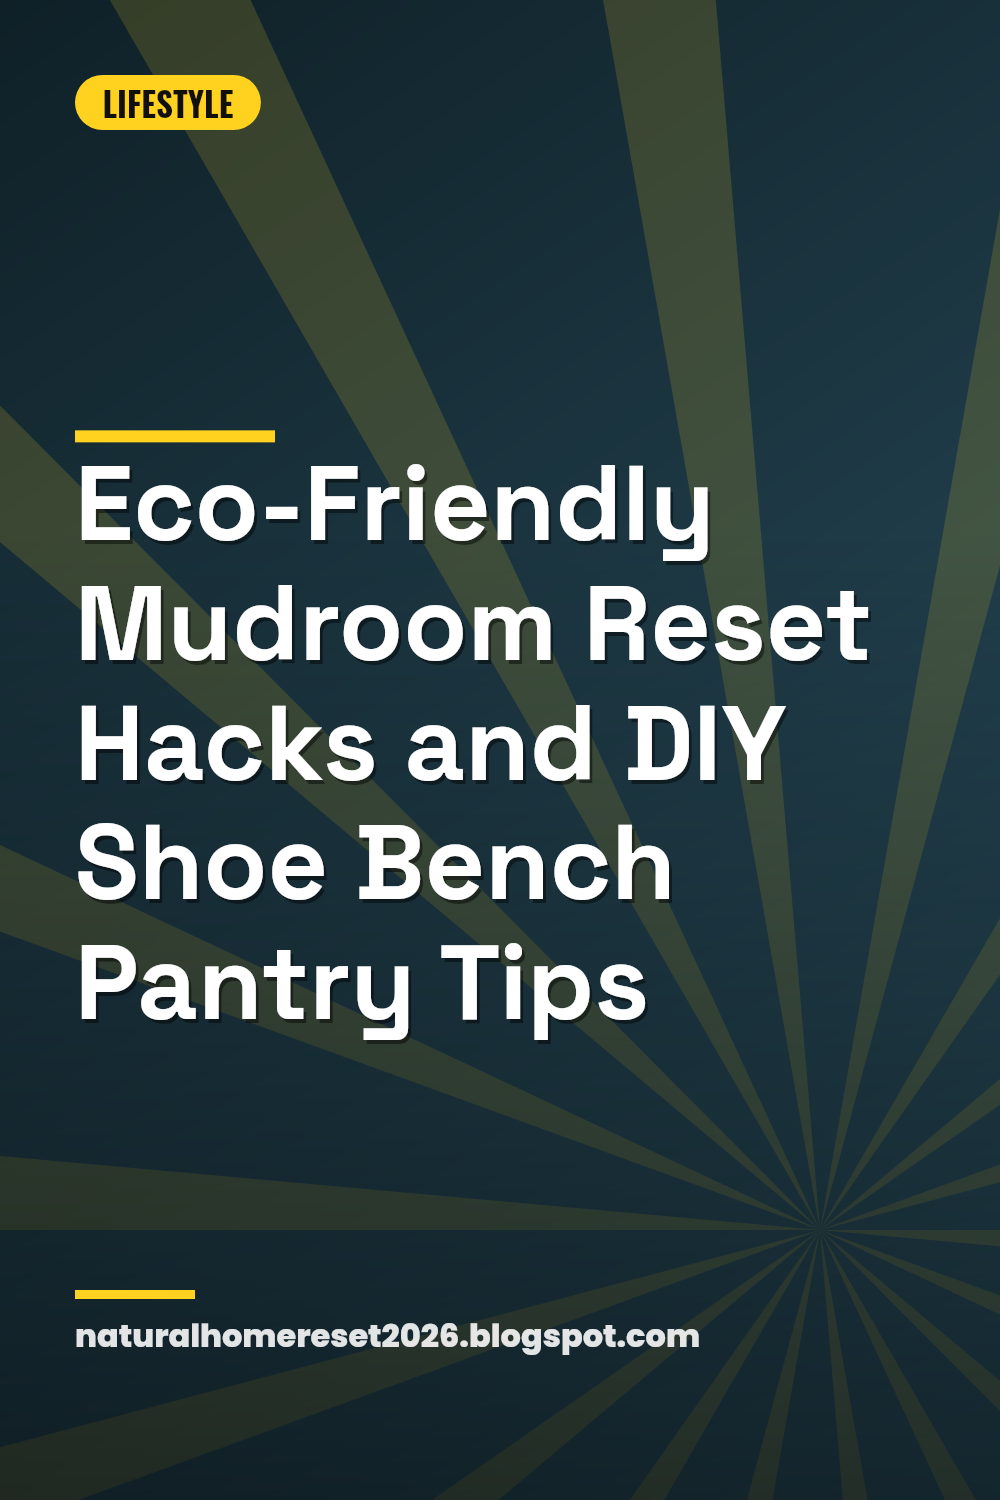 LIFESTYLE
Eco-Friendly
Mudroom Reset
Hacks and DIY
Shoe Bench
Pantry Tips
naturalhomereset2026.blogspot.com